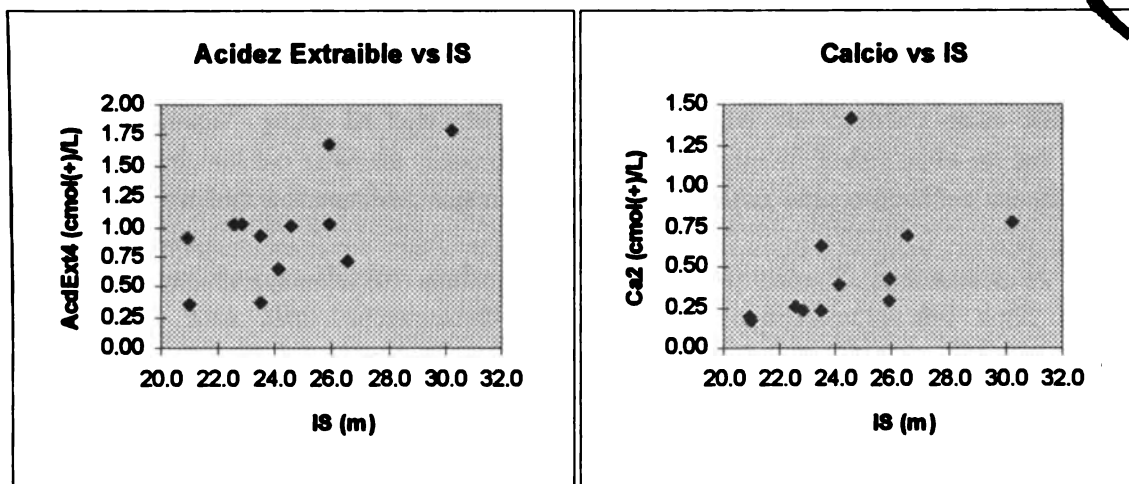 Acidez Extraible vs IS
AcdExt4 (cmol(+)/L)
2.00
1.75
1.50
1.25
1.00
0.75
0.50
0.25
0.00
20.0 22.0 24.0 26.0 28.0 30.0 32.0
IS (m)
Calcio vs IS
Ca2 (cmol(+)/L)
1.50
1.25
1.00
0.75
0.50
0.25
0.00
20.0 22.0 24.0 26.0 28.0 30.0 32.0
IS (m)